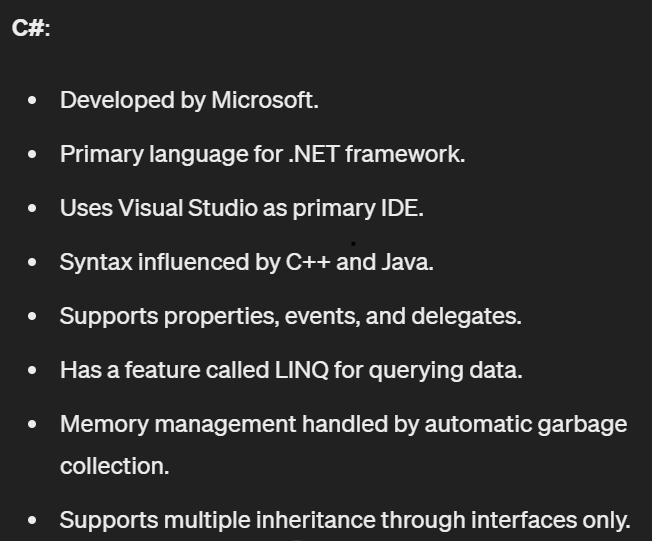 C#:
• Developed by Microsoft.
• Primary language for .NET framework.
• Uses Visual Studio as primary IDE.
• Syntax influenced by C++ and Java.
• Supports properties, events, and delegates.
• Has a feature called LINQ for querying data.
• Memory management handled by automatic garbage
collection.
• Supports multiple inheritance through interfaces only.